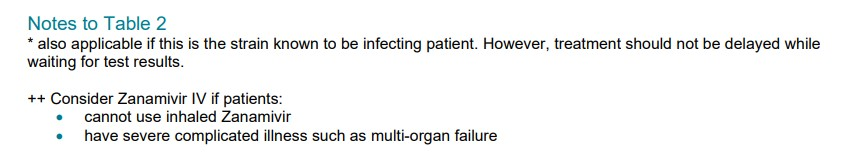 Notes to Table 2
* also applicable if this is the strain known to be infecting patient. However, treatment should not be delayed while
waiting for test results.
++ Consider Zanamivir IV if patients:
• cannot use inhaled Zanamivir
• have severe complicated illness such as multi-organ failure